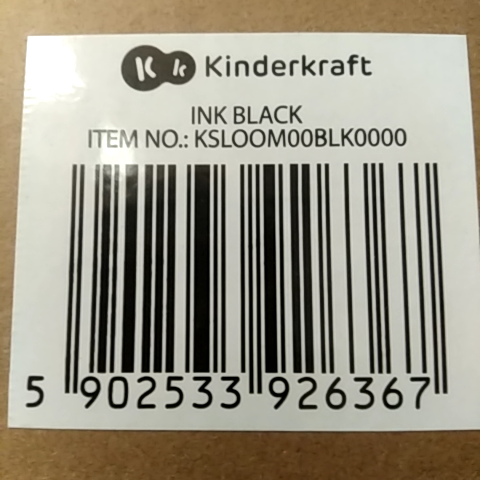 Kk Kinderkraft
INK BLACK
ITEM NO.: KSLOOM00BLK0000
5 902533 926367